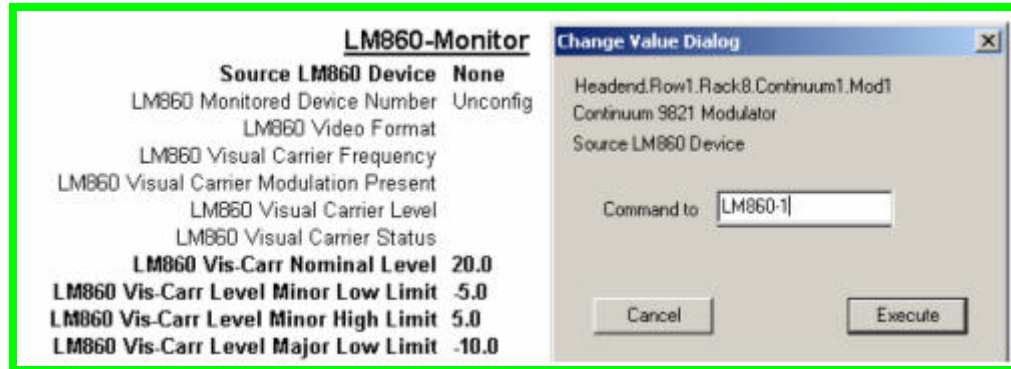 LM860-Monitor
Source LM860 Device None
LM860 Monitored Device Number Unconfig
LM860 Video Format
LM860 Visual Carrier Frequency
LM860 Visual Carrier Modulation Present
LM860 Visual Carrier Level
LM860 Visual Carrier Status
LM860 Vis-Carr Nominal Level 20.0
LM860 Vis-Carr Level Minor Low Limit -5.0
LM860 Vis-Carr Level Minor High Limit 5.0
LM860 Vis-Carr Level Major Low Limit -10.0
Change Value Dialog
Headend.Row1.Rack8.Continuum1.Mod1
Continuum 9821 Modulator
Source LM860 Device
Command to LM860-1
Cancel Execute